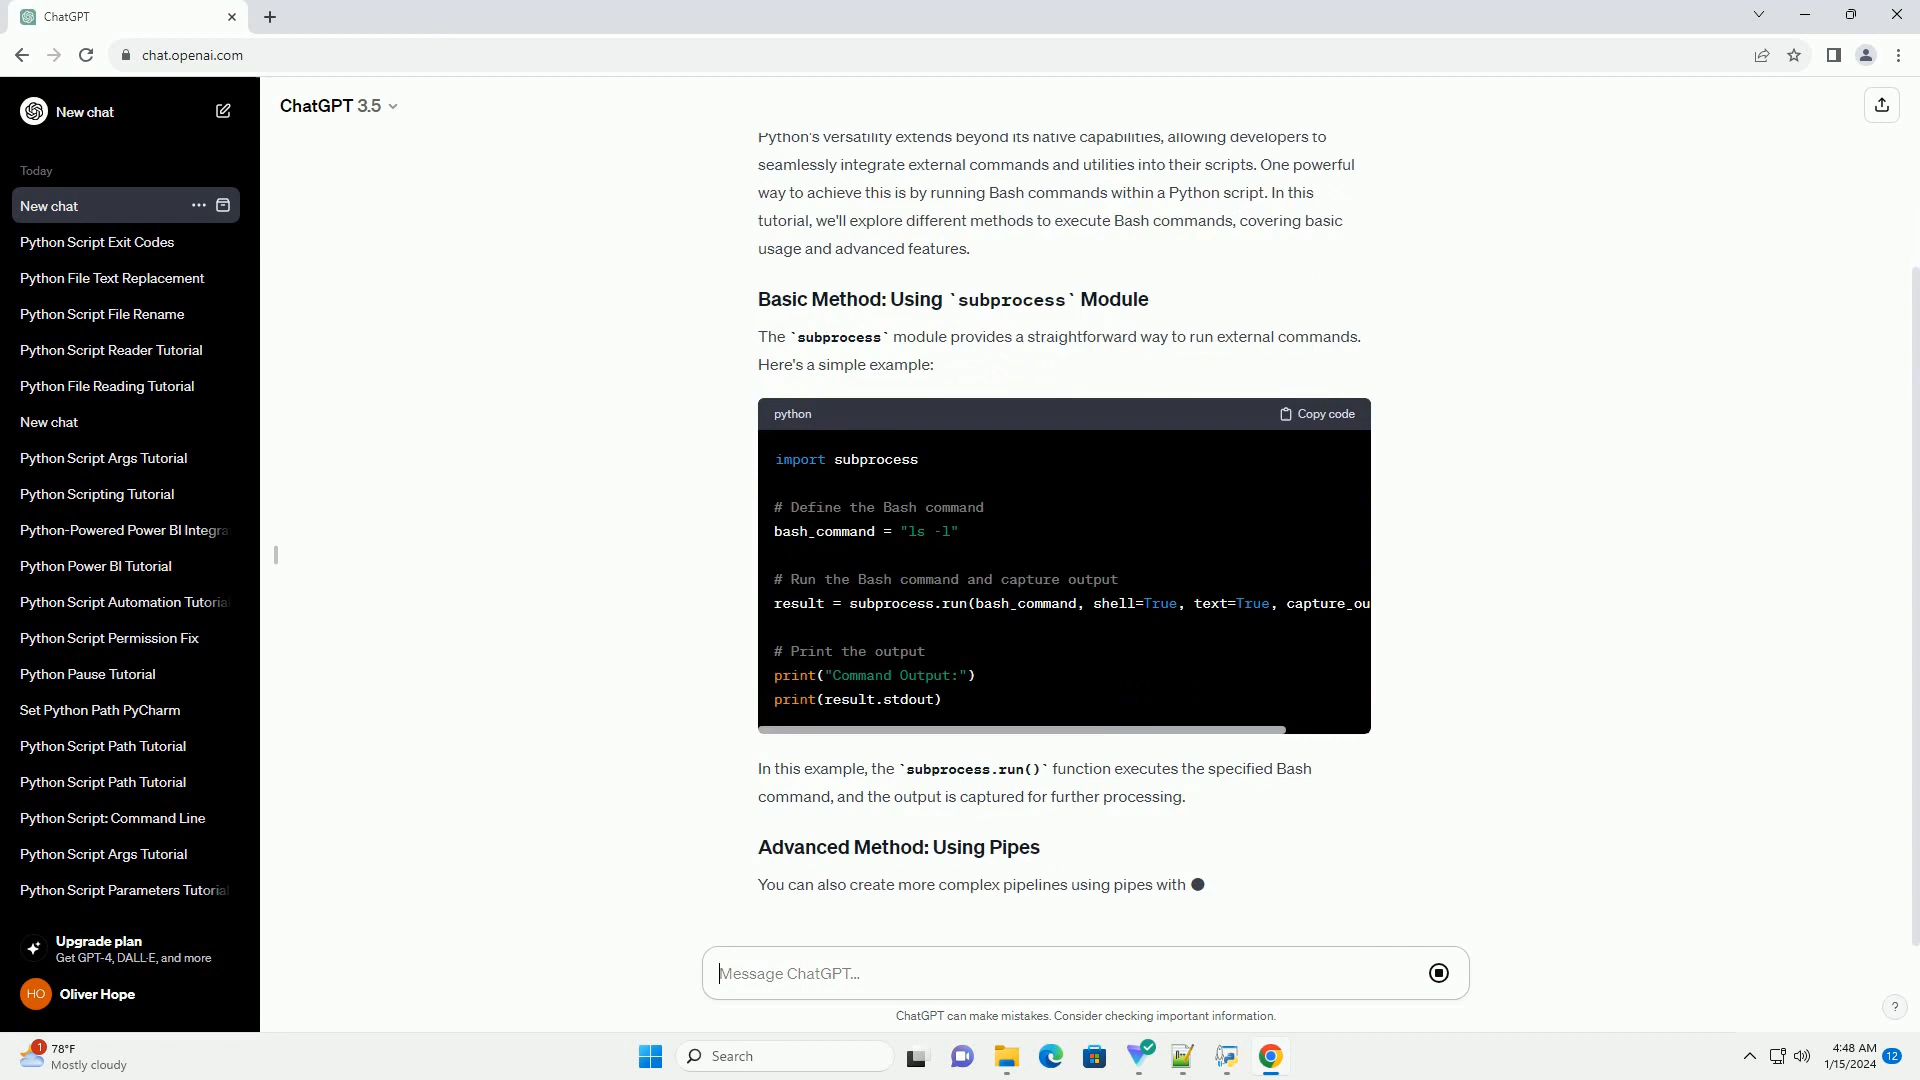 ChatGPT
chat.openai.com
New chat
ChatGPT 3.5
Today
New chat
Python Script Exit Codes
Python File Text Replacement
Python Script File Rename
Python Script Reader Tutorial
Python File Reading Tutorial
New chat
Python Script Args Tutorial
Python Scripting Tutorial
Python-Powered Power BI Integra
Python Power BI Tutorial
Python Script Automation Tutoria
Python Script Permission Fix
Python Pause Tutorial
Set Python Path PyCharm
Python Script Path Tutorial
Python Script Path Tutorial
Python Script: Command Line
Python Script Args Tutorial
Python Script Parameters Tutorial
Upgrade plan
Get GPT-4, DALL·E, and more
HO Oliver Hope
Python's versatility extends beyond its native capabilities, allowing developers to
seamlessly integrate external commands and utilities into their scripts. One powerful
way to achieve this is by running Bash commands within a Python script. In this
tutorial, we'll explore different methods to execute Bash commands, covering basic
usage and advanced features.
Basic Method: Using `subprocess` Module
The `subprocess` module provides a straightforward way to run external commands.
Here's a simple example:
python
Copy code
import subprocess
# Define the Bash command
bash_command = "ls -l"
# Run the Bash command and capture output
result = subprocess.run(bash_command, shell=True, text=True, capture_ou
# Print the output
print("Command Output:")
print(result.stdout)
In this example, the `subprocess.run()` function executes the specified Bash
command, and the output is captured for further processing.
Advanced Method: Using Pipes
You can also create more complex pipelines using pipes with
Message ChatGPT...
ChatGPT can make mistakes. Consider checking important information.
?
1
78°F
Mostly cloudy
Search
4:48 AM
1/15/2024
12